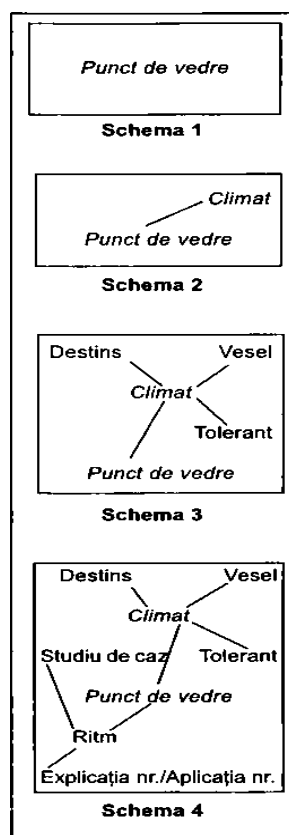 Punct de vedre
Schema 1
Climat
Punct de vedre
Schema 2
Destins Vesel
Climat
Tolerant
Punct de vedre
Schema 3
Destins Vesel
Climat
Studiu de caz Tolerant
Punct de vedre
Ritm
Explicația nr./Aplicația nr.
Schema 4